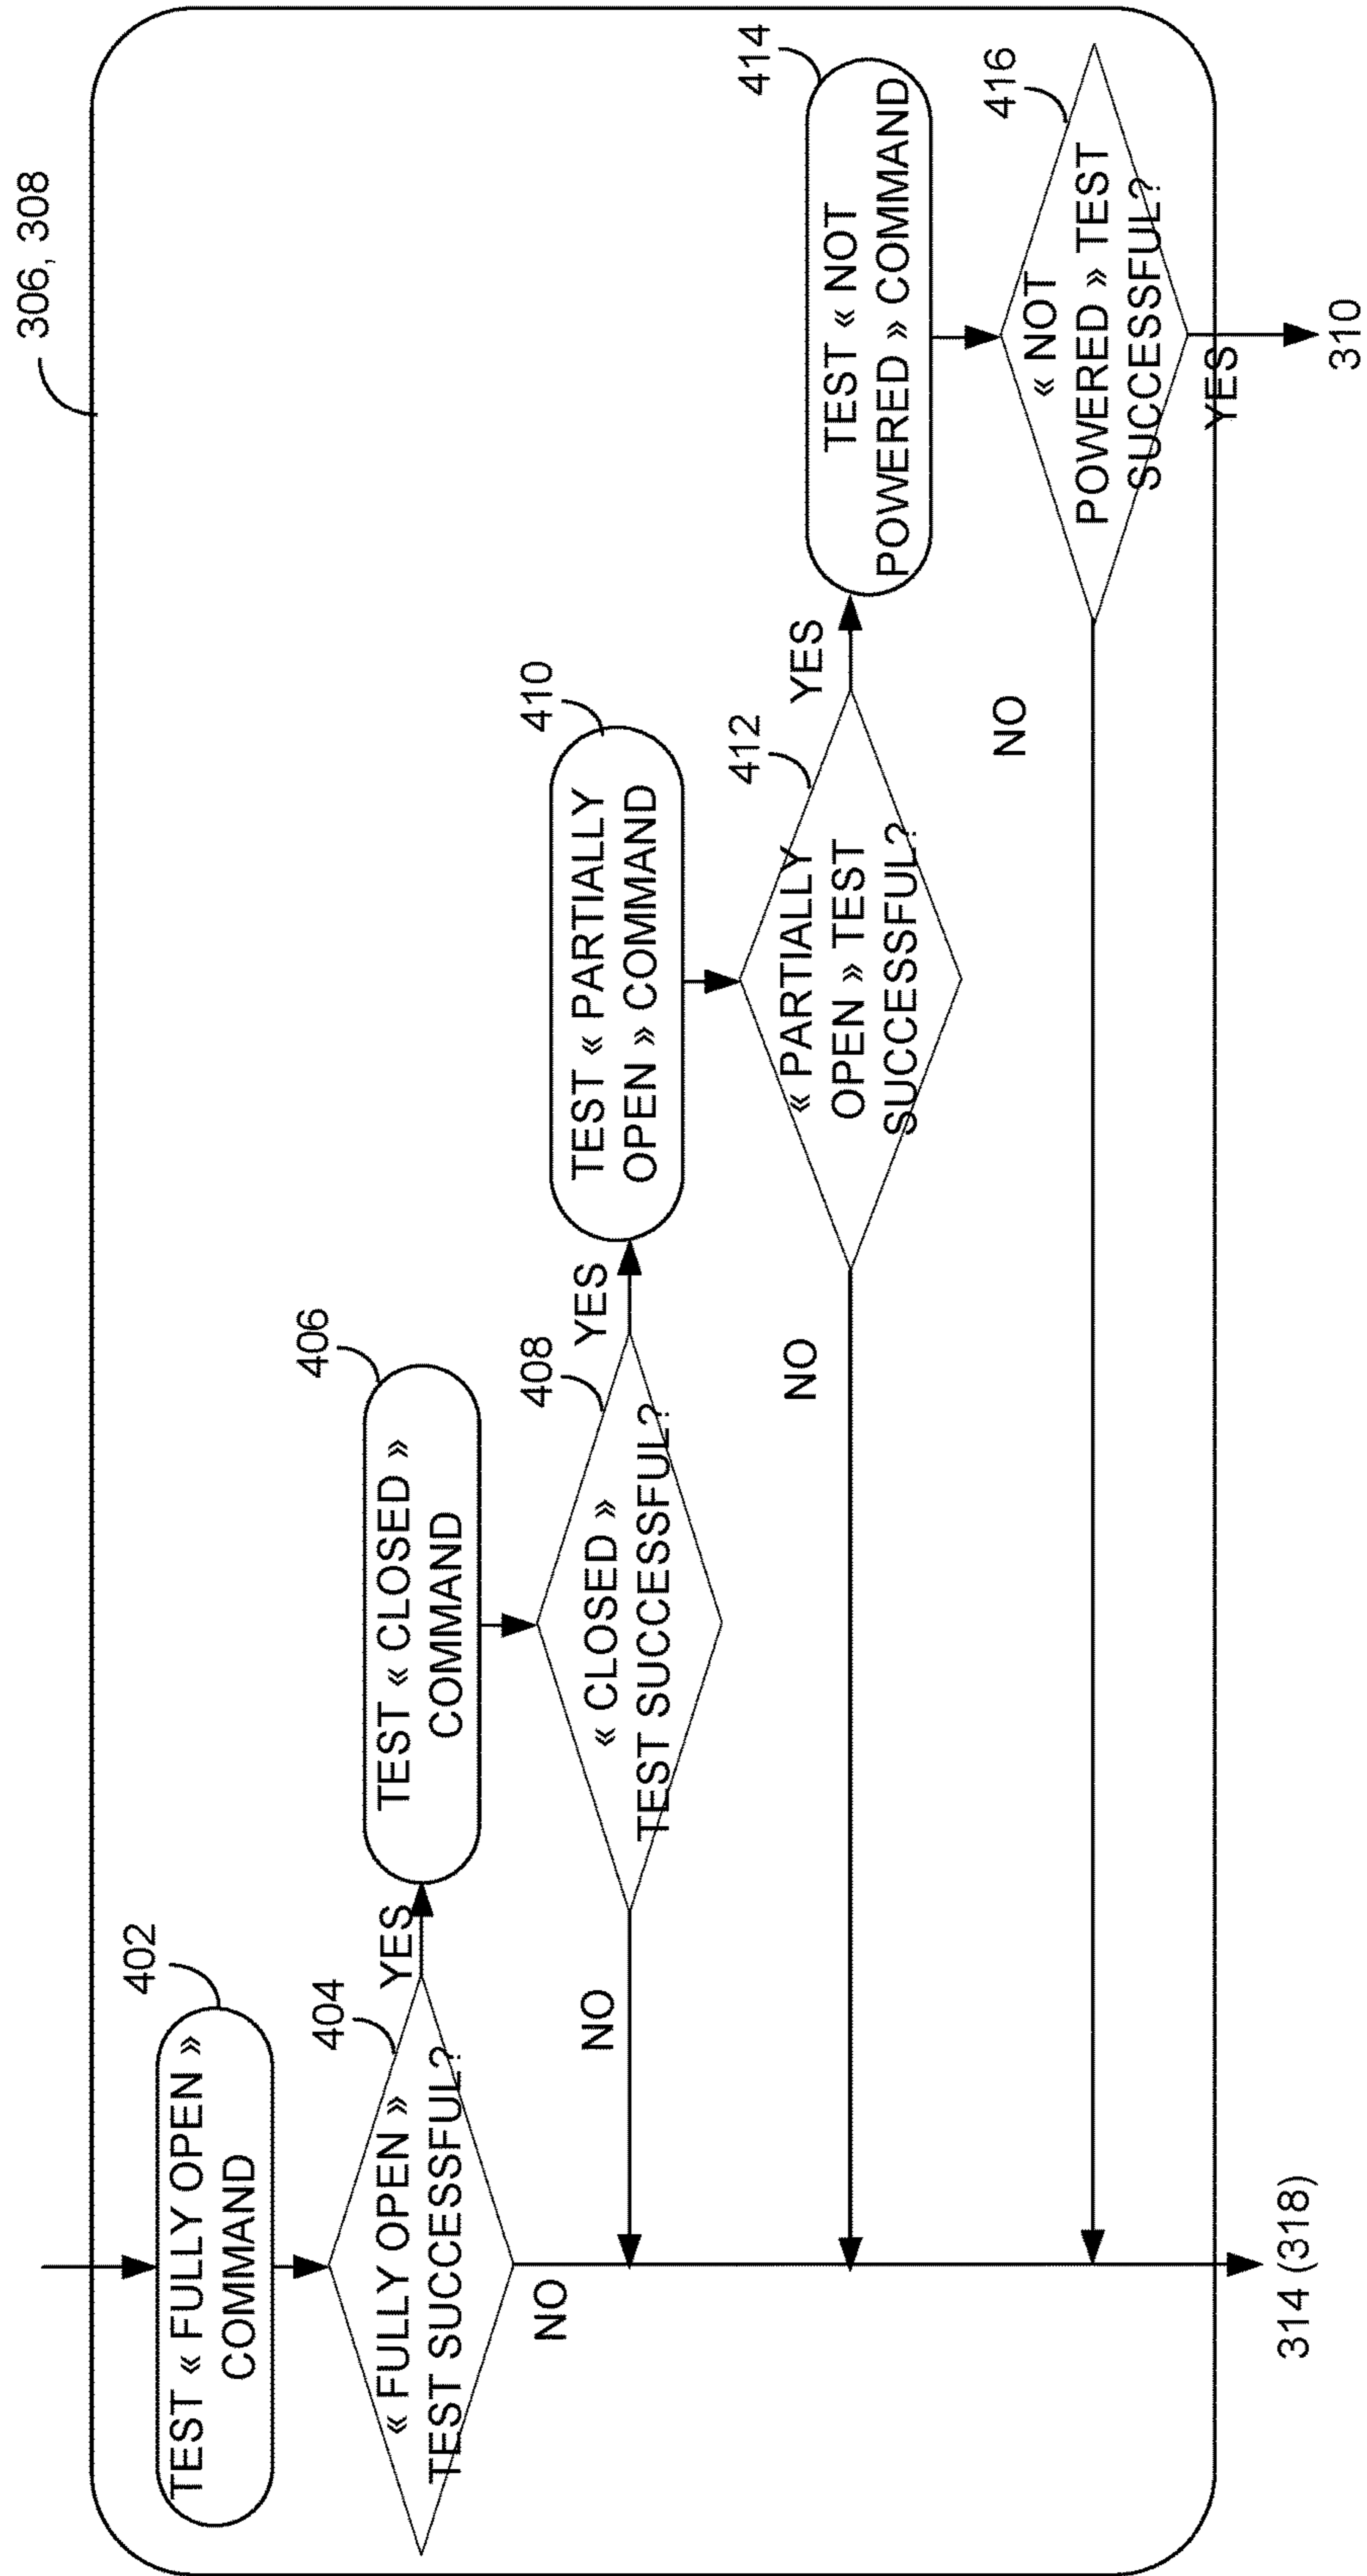 306, 308
402
TEST « FULLY OPEN »
COMMAND
404
« FULLY OPEN »
TEST SUCCESSFUL?
YES
NO
406
TEST « CLOSED »
COMMAND
408
« CLOSED »
TEST SUCCESSFUL?
YES
NO
410
TEST « PARTIALLY
OPEN » COMMAND
412
« PARTIALLY
OPEN » TEST
SUCCESSFUL?
YES
NO
414
TEST « NOT
POWERED » COMMAND
416
« NOT
POWERED » TEST
SUCCESSFUL?
NO
YES
314 (318)
310